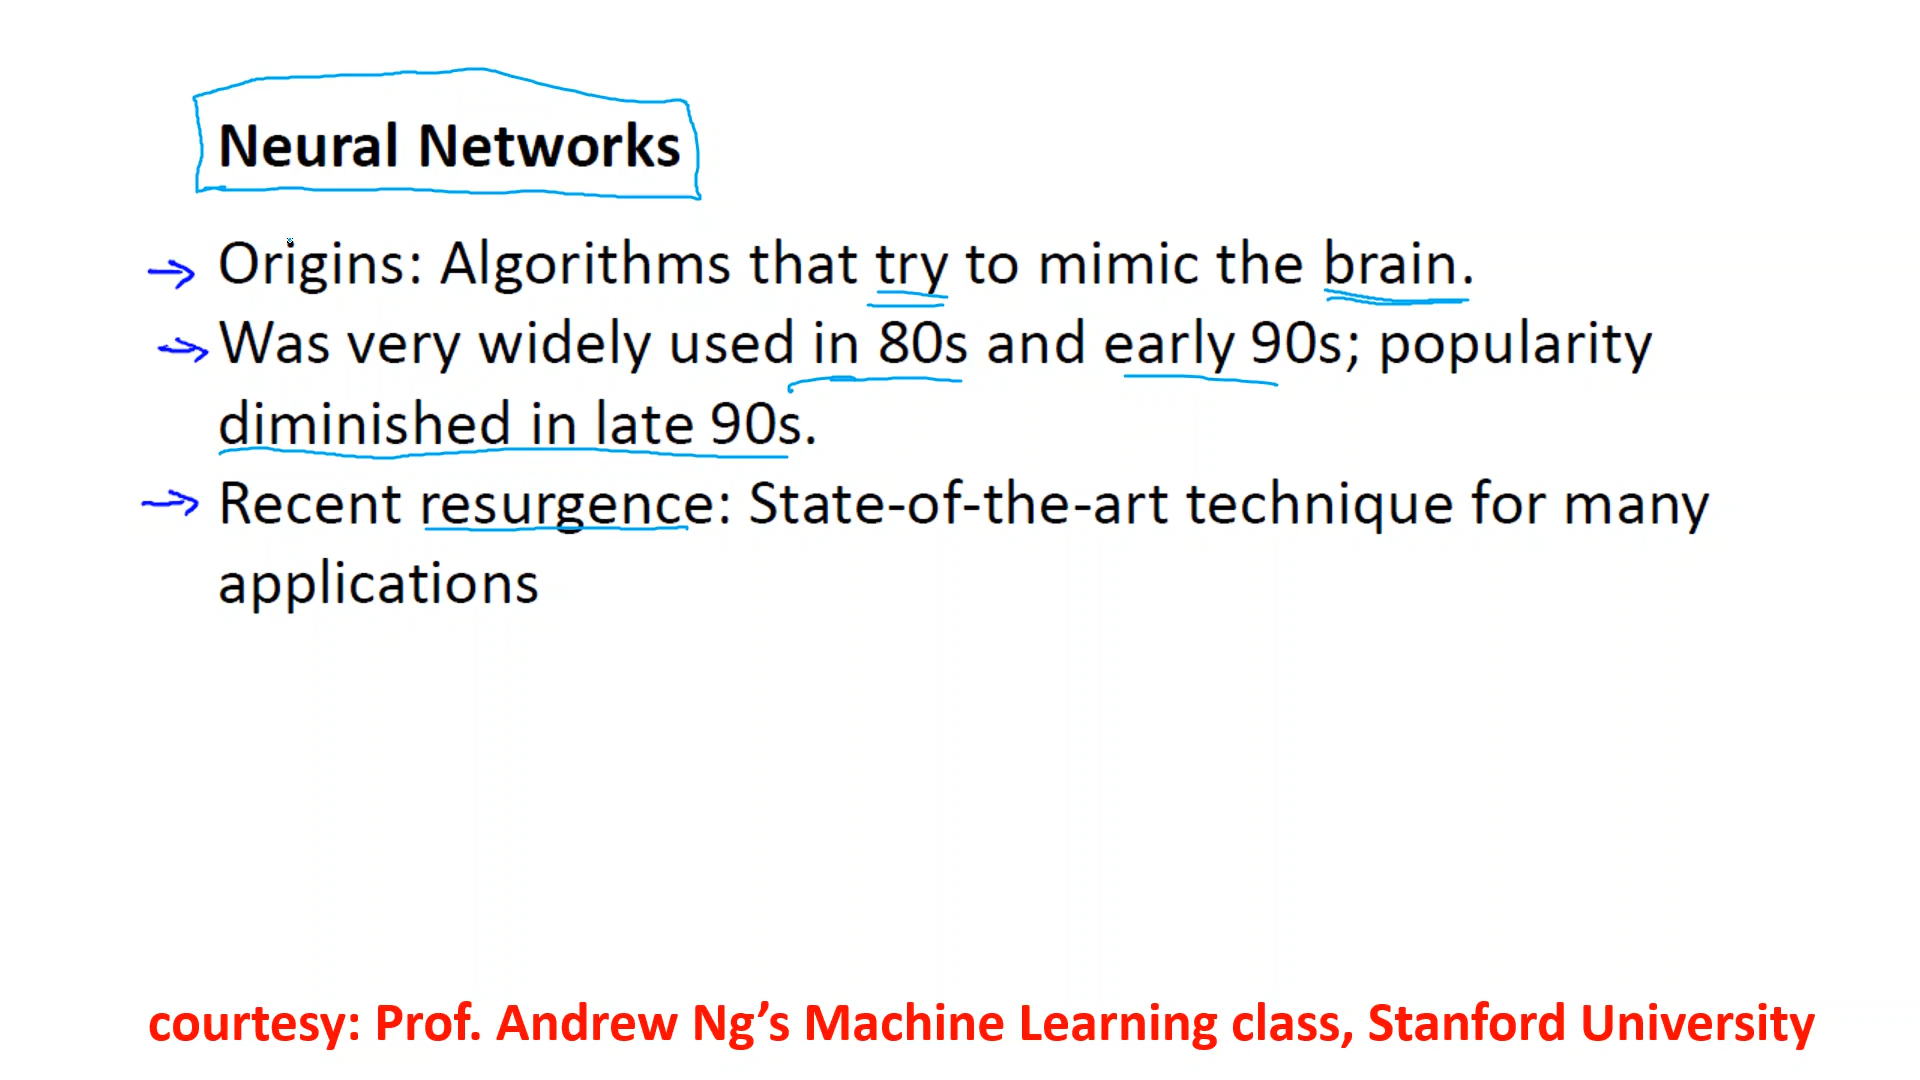 Neural Networks
Origins: Algorithms that try to mimic the brain.
Was very widely used in 80s and early 90s; popularity
diminished in late 90s.
Recent resurgence: State-of-the-art technique for many
applications
courtesy: Prof. Andrew Ng’s Machine Learning class, Stanford University